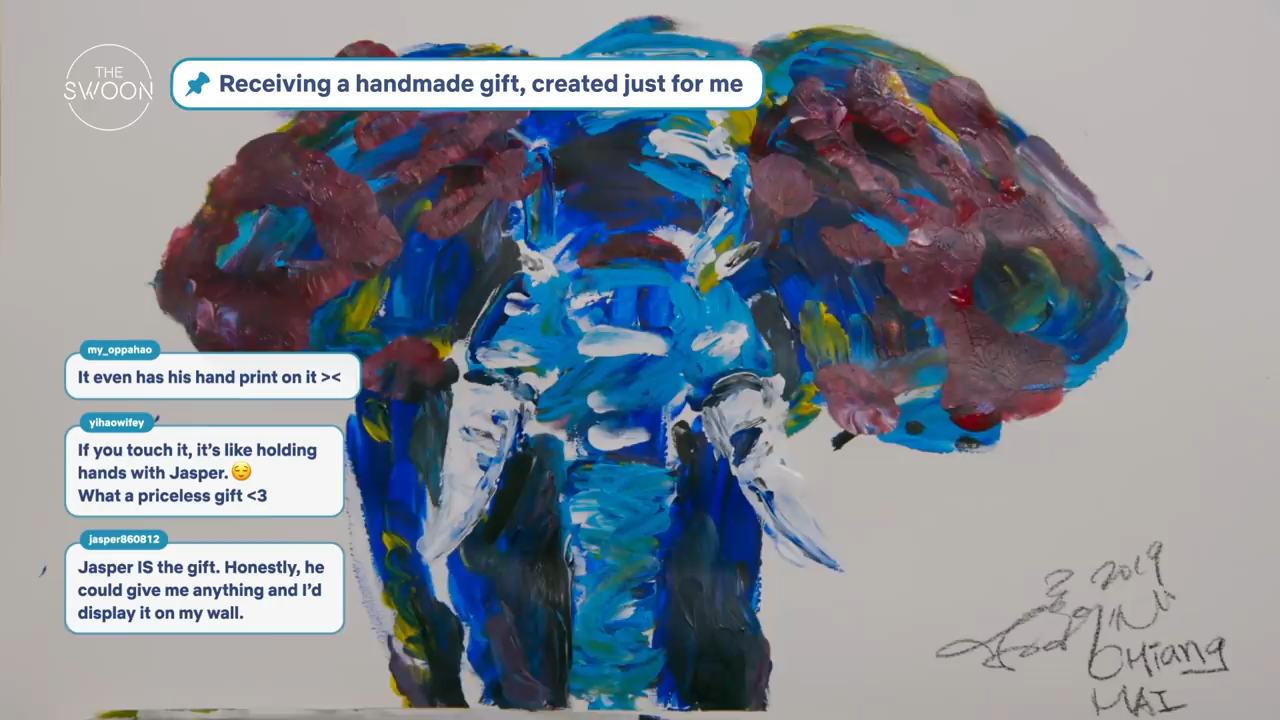 THE
SWOON
📌 Receiving a handmade gift, created just for me
my_oppahao
It even has his hand print on it ><
yihaowifey
If you touch it, it's like holding
hands with Jasper. 😌
What a priceless gift <3
jasper860812
Jasper IS the gift. Honestly, he
could give me anything and I'd
display it on my wall.
2019
CHiang
MAI